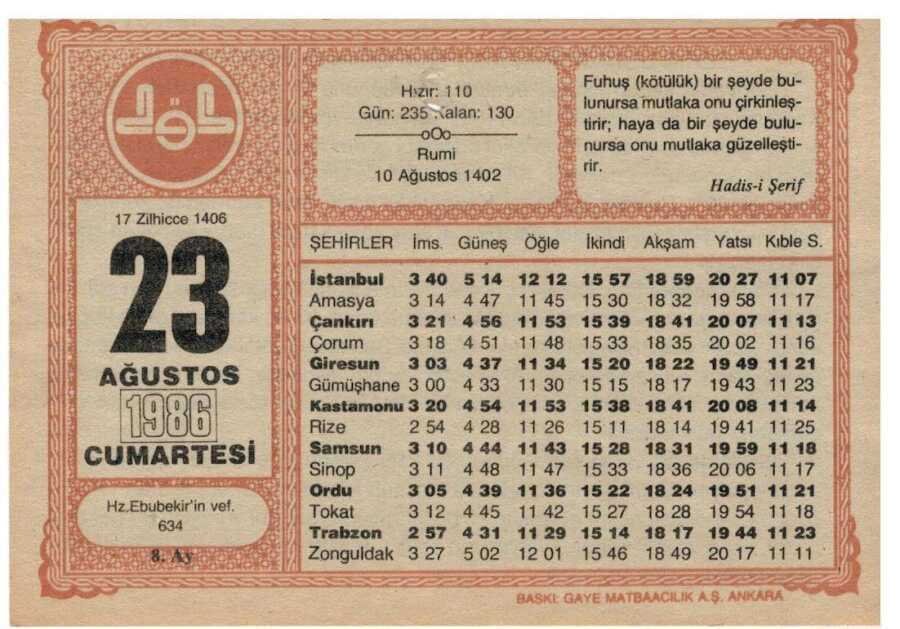 17 Zilhicce 1406
23
AĞUSTOS
1986
CUMARTESİ
Hz.Ebubekir'in vef.
634
8. Ay
Hızır: 110
Gün: 235 Kalan: 130
oOo
Rumi
10 Ağustos 1402
Fuhuş (kötülük) bir şeyde bu-
lunursa mutlaka onu çirkinleş-
tirir; haya da bir şeyde bulu-
nursa onu mutlaka güzelleşti-
rir.
Hadis-i Şerif
ŞEHİRLER İms. Güneş Öğle İkindi Akşam Yatsı Kıble S.
İstanbul 3 40 5 14 12 12 15 57 18 59 20 27 11 07
Amasya 3 14 4 47 11 45 15 30 18 32 19 58 11 17
Çankırı 3 21 4 56 11 53 15 39 18 41 20 07 11 13
Çorum 3 18 4 51 11 48 15 33 18 35 20 02 11 16
Giresun 3 03 4 37 11 34 15 20 18 22 19 49 11 21
Gümüşhane 3 00 4 33 11 30 15 15 18 17 19 43 11 23
Kastamonu 3 20 4 54 11 53 15 38 18 41 20 08 11 14
Rize 2 54 4 28 11 26 15 11 18 14 19 41 11 25
Samsun 3 10 4 44 11 43 15 28 18 31 19 59 11 18
Sinop 3 11 4 48 11 47 15 33 18 36 20 06 11 17
Ordu 3 05 4 39 11 36 15 22 18 24 19 51 11 21
Tokat 3 12 4 45 11 42 15 27 18 28 19 54 11 18
Trabzon 2 57 4 31 11 29 15 14 18 17 19 44 11 23
Zonguldak 3 27 5 02 12 01 15 46 18 49 20 17 11 11
BASKI: GAYE MATBAACILIK A.Ş. ANKARA